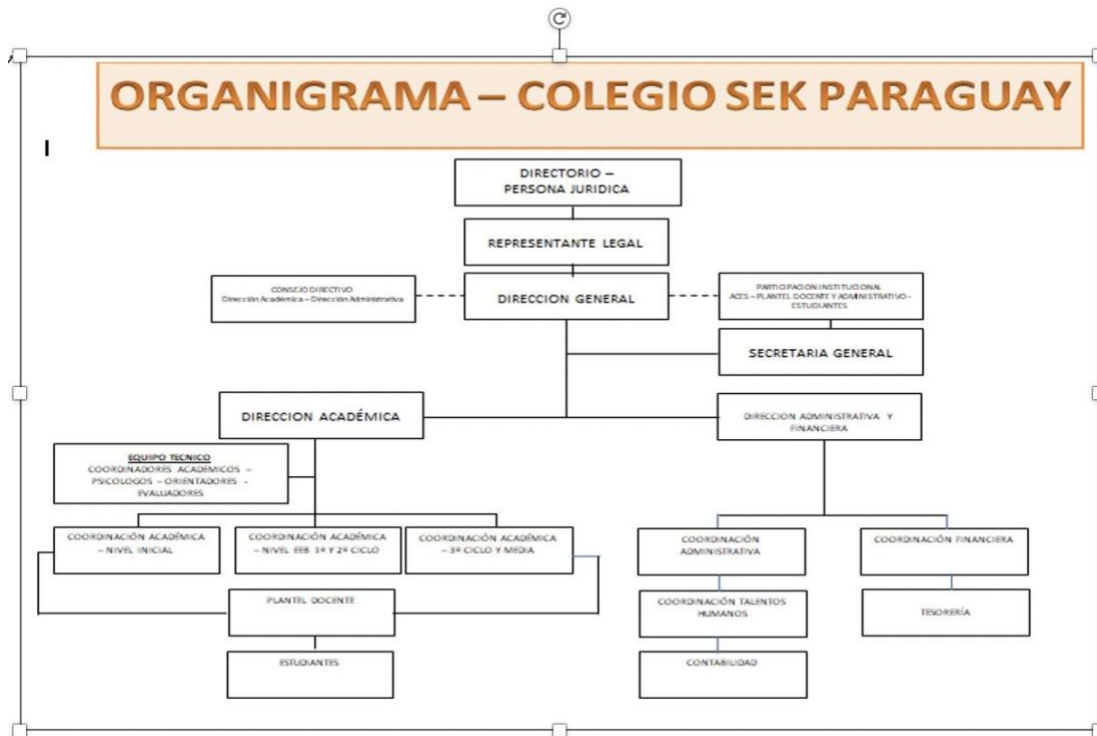 ORGANIGRAMA – COLEGIO SEK PARAGUAY
DIRECTORIO –
PERSONA JURIDICA
REPRESENTANTE LEGAL
CONSEJO DIRECTIVO
Dirección Académica – Dirección Administrativa
DIRECCION GENERAL
PARTICIPACION INSTITUCIONAL
ACES – PLANTEL DOCENTE Y ADMINISTRATIVO -
ESTUDIANTES
SECRETARIA GENERAL
DIRECCION ACADÉMICA
DIRECCION ADMINISTRATIVA Y
FINANCIERA
EQUIPO TECNICO
COORDINADORES ACADÉMICOS –
PSICOLOGOS – ORIENTADORES -
EVALUADORES
COORDINACIÓN ACADÉMICA
– NIVEL INICIAL
COORDINACIÓN ACADÉMICA
– NIVEL EEB 1º Y 2º CICLO
COORDINACIÓN ACADÉMICA
– 3º CICLO Y MEDIA
COORDINACIÓN
ADMINISTRATIVA
COORDINACIÓN FINANCIERA
PLANTEL DOCENTE
COORDINACIÓN TALENTOS
HUMANOS
TESORERÍA
ESTUDIANTES
CONTABILIDAD